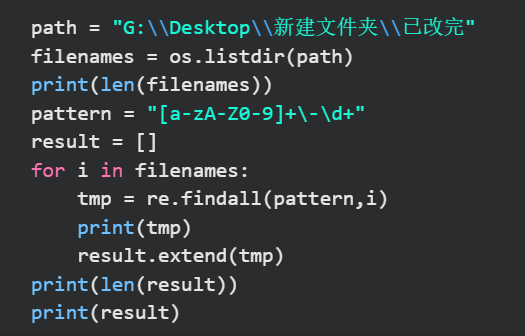 path = "G:\\Desktop\\新建文件夹\\已改完"
filenames = os.listdir(path)
print(len(filenames))
pattern = "[a-zA-Z0-9]+\-\d+"
result = []
for i in filenames:
    tmp = re.findall(pattern,i)
    print(tmp)
    result.extend(tmp)
print(len(result))
print(result)